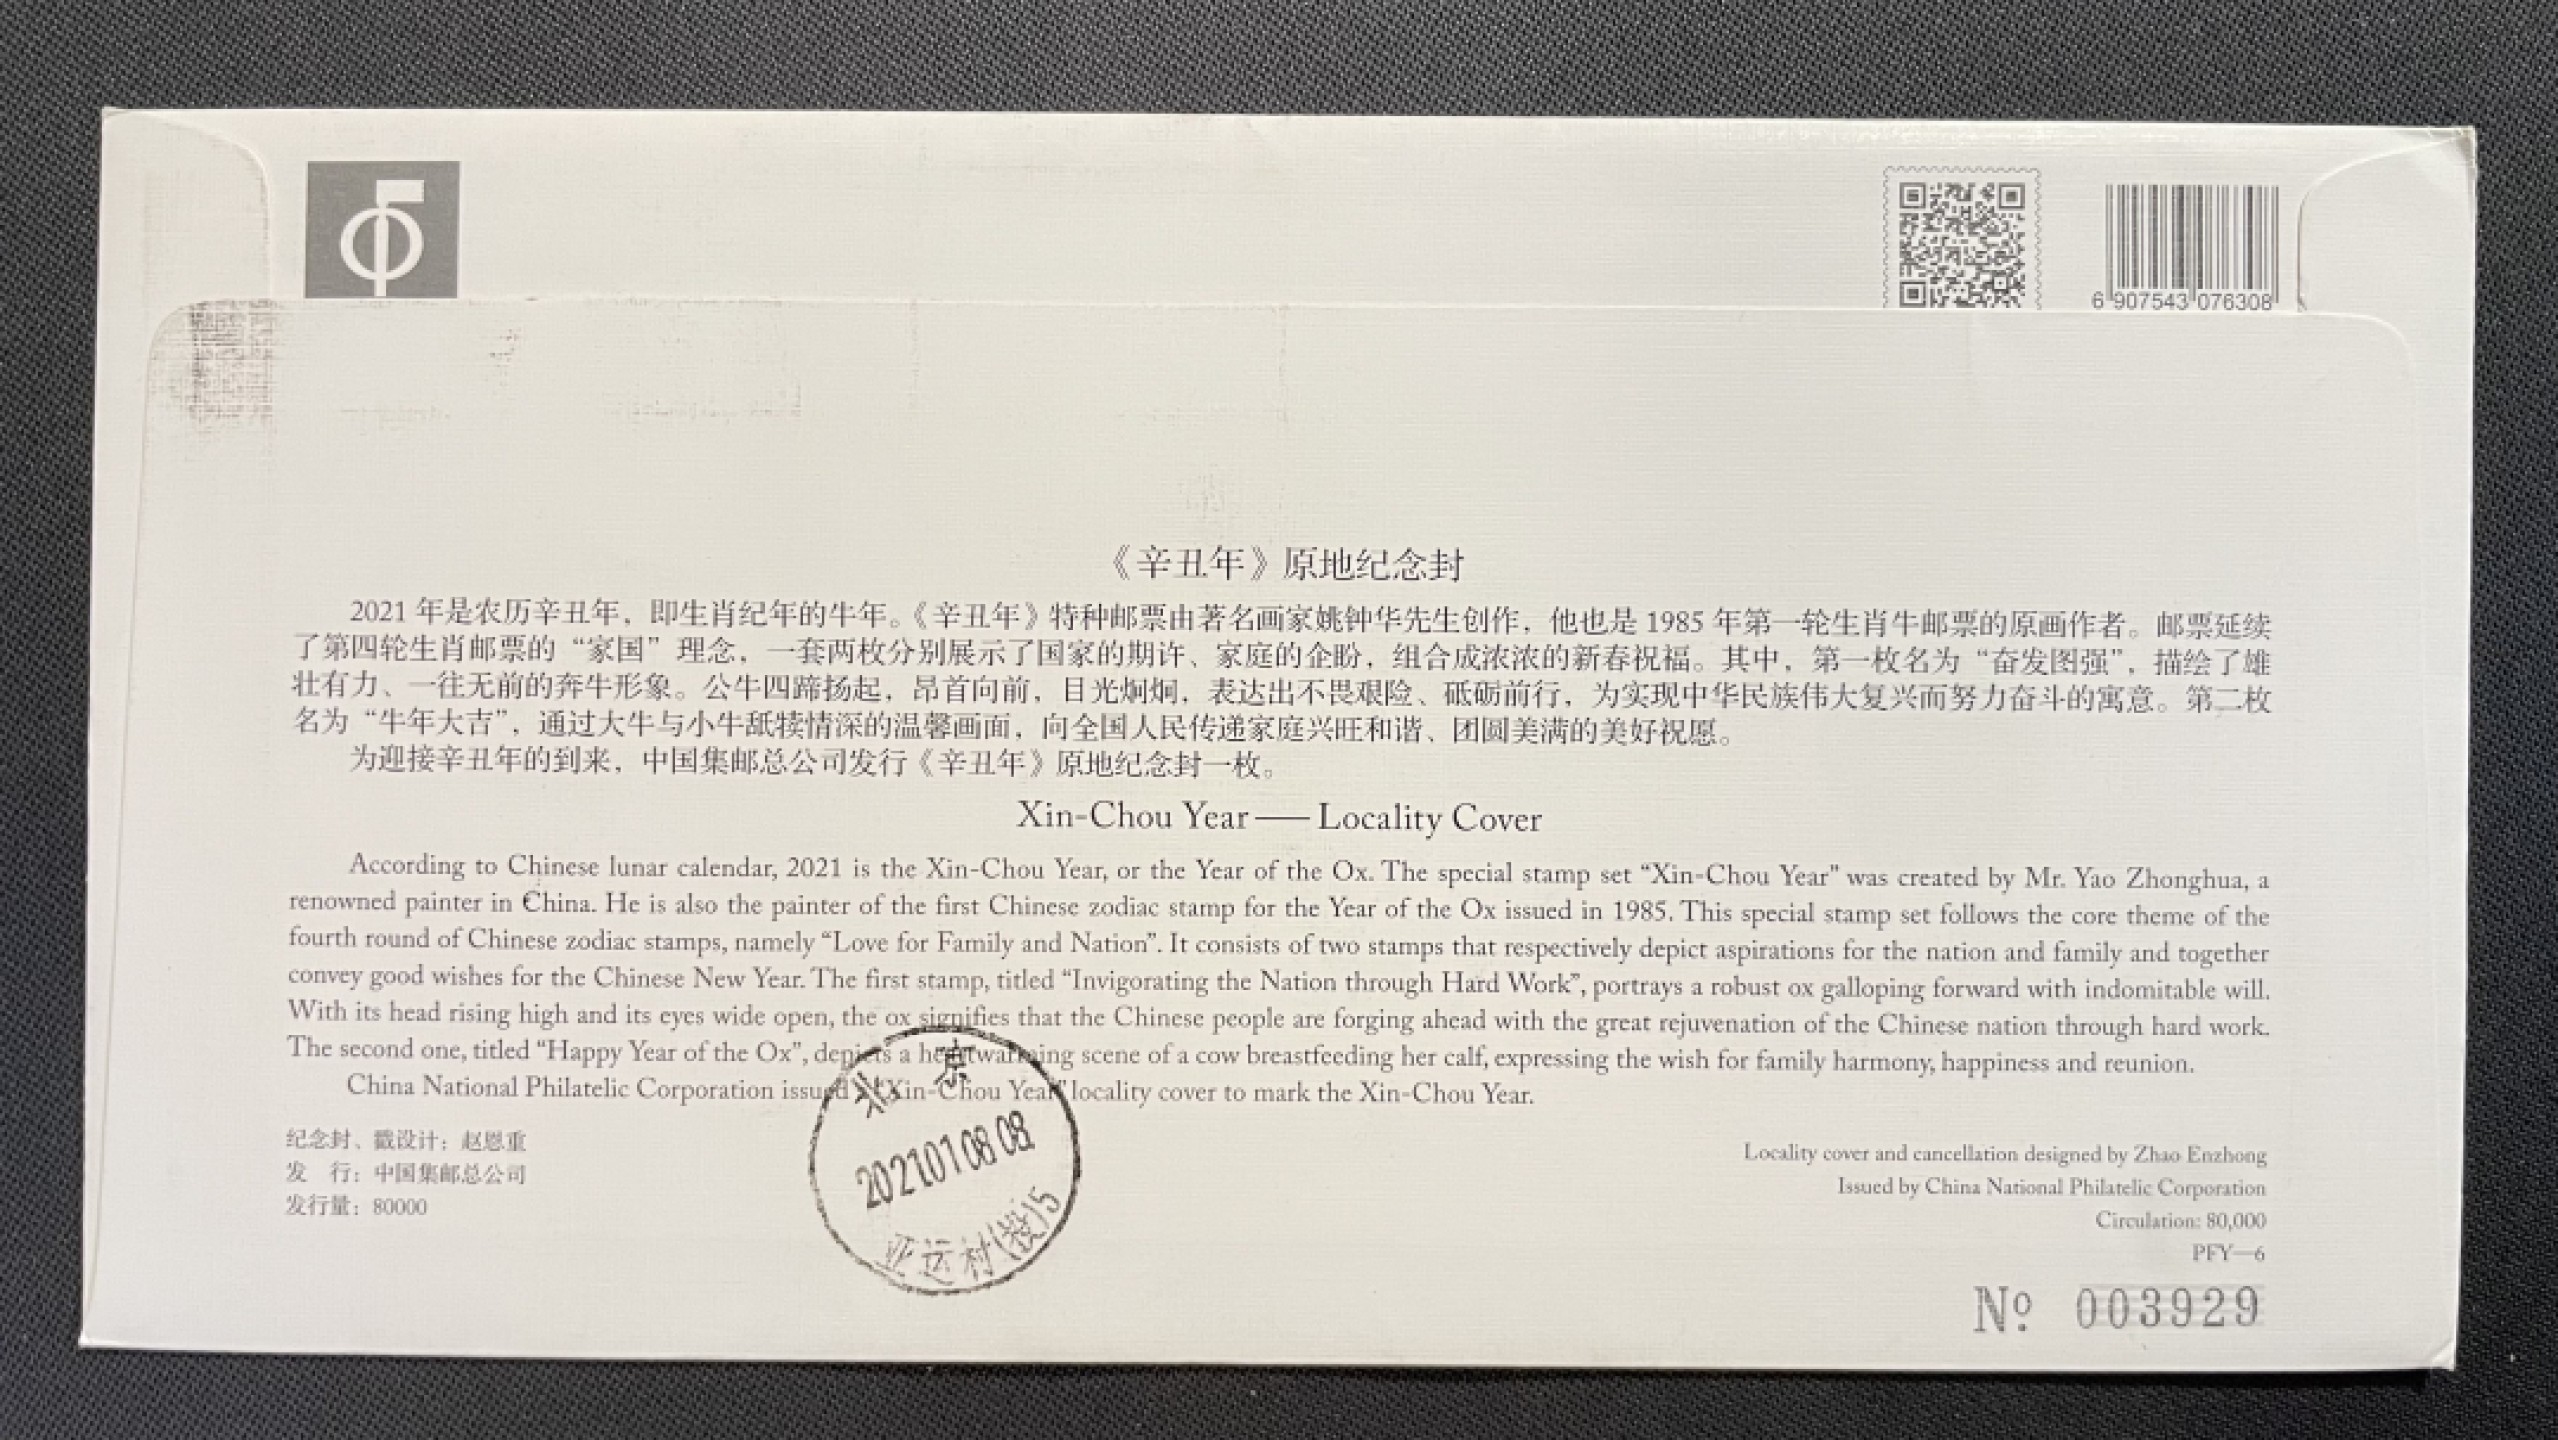 6 907543 076308
《辛丑年》原地纪念封
2021 年是农历辛丑年，即生肖纪年的牛年。《辛丑年》特种邮票由著名画家姚钟华先生创作，他也是 1985 年第一轮生肖牛邮票的原画作者。邮票延续
了第四轮生肖邮票的“家国”理念，一套两枚分别展示了国家的期许、家庭的企盼，组合成浓浓的新春祝福。其中，第一枚名为“奋发图强”，描绘了雄
壮有力、一往无前的奔牛形象。公牛四蹄扬起，昂首向前，目光炯炯，表达出不畏艰险、砥砺前行，为实现中华民族伟大复兴而努力奋斗的寓意。第二枚
名为“牛年大吉”，通过大牛与小牛舐犊情深的温馨画面，向全国人民传递家庭兴旺和谐、团圆美满的美好祝愿。
为迎接辛丑年的到来，中国集邮总公司发行《辛丑年》原地纪念封一枚。
Xin-Chou Year——Locality Cover
According to Chinese lunar calendar, 2021 is the Xin-Chou Year, or the Year of the Ox. The special stamp set “Xin-Chou Year” was created by Mr. Yao Zhonghua, a
renowned painter in China. He is also the painter of the first Chinese zodiac stamp for the Year of the Ox issued in 1985. This special stamp set follows the core theme of the
fourth round of Chinese zodiac stamps, namely “Love for Family and Nation”. It consists of two stamps that respectively depict aspirations for the nation and family and together
convey good wishes for the Chinese New Year. The first stamp, titled “Invigorating the Nation through Hard Work”, portrays a robust ox galloping forward with indomitable will.
With its head rising high and its eyes wide open, the ox signifies that the Chinese people are forging ahead with the great rejuvenation of the Chinese nation through hard work.
The second one, titled “Happy Year of the Ox”, depicts a heartwarming scene of a cow breastfeeding her calf, expressing the wish for family harmony, happiness and reunion.
China National Philatelic Corporation issued “Xin-Chou Year” locality cover to mark the Xin-Chou Year.
北京
2021.01.08.08
亚运村(投)5
纪念封、戳设计：赵恩重
发 行：中国集邮总公司
发行量：80000
Locality cover and cancellation designed by Zhao Enzhong
Issued by China National Philatelic Corporation
Circulation: 80,000
PFY—6
Nº 003929